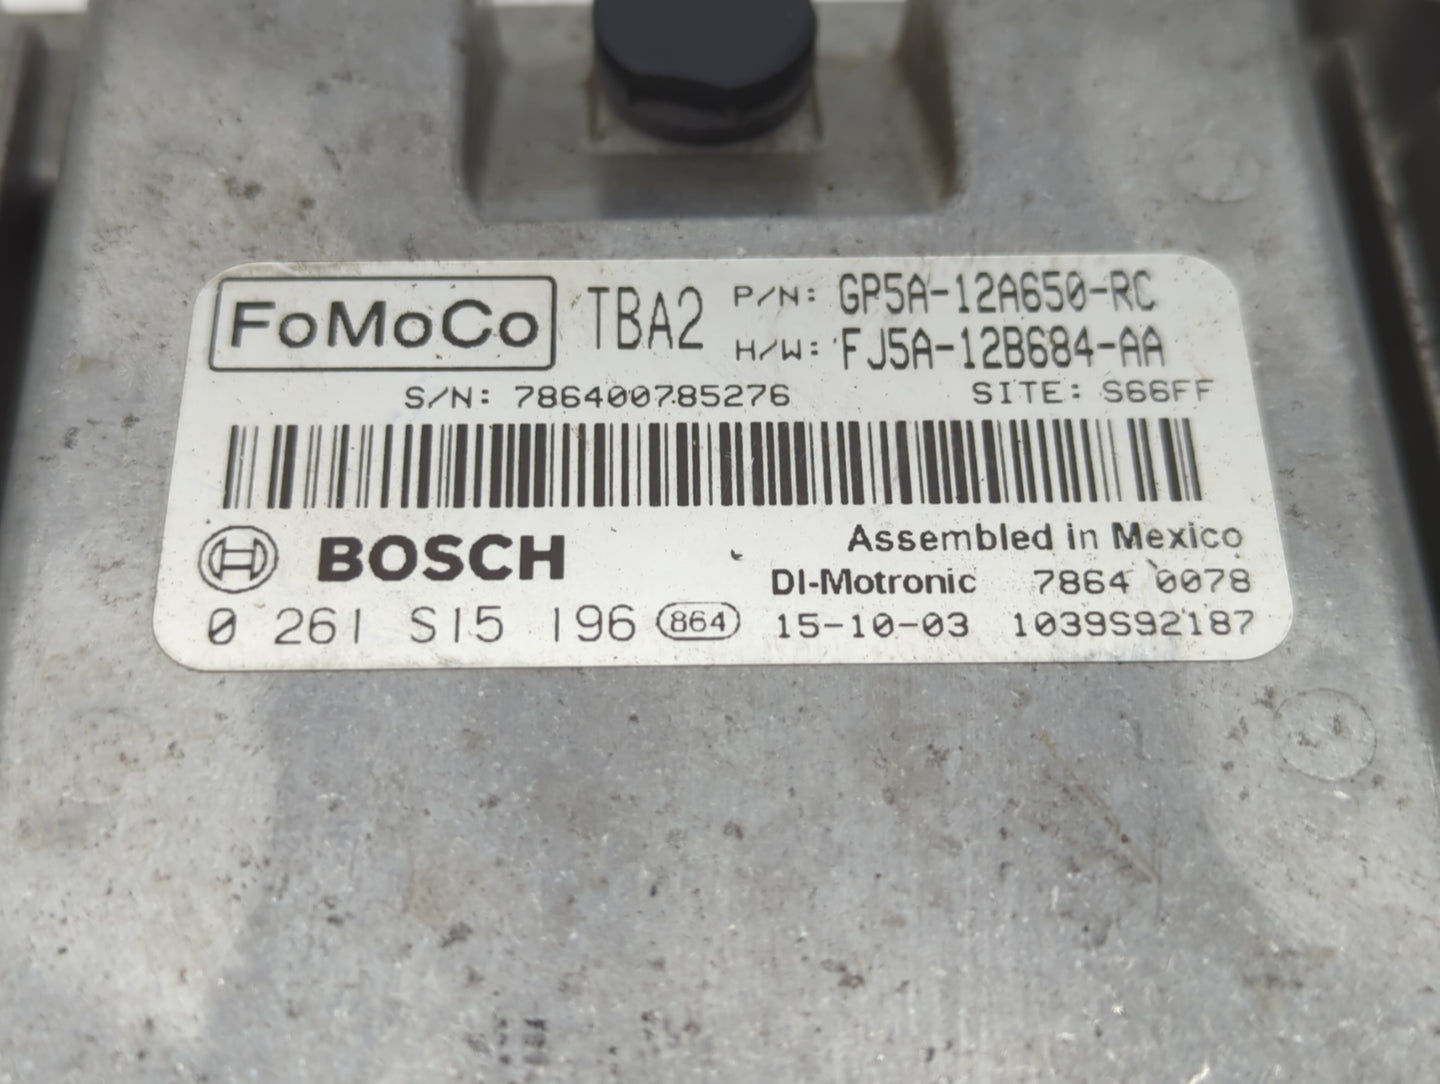 FoMoCo TBA2 P/N: GP5A-12A650-RC
H/W: FJ5A-12B684-AA
S/N: 786400785276 SITE: S66FF
BOSCH Assembled in Mexico
DI-Motronic 7864 0078
0 261 S15 196 864 15-10-03 1039S92187